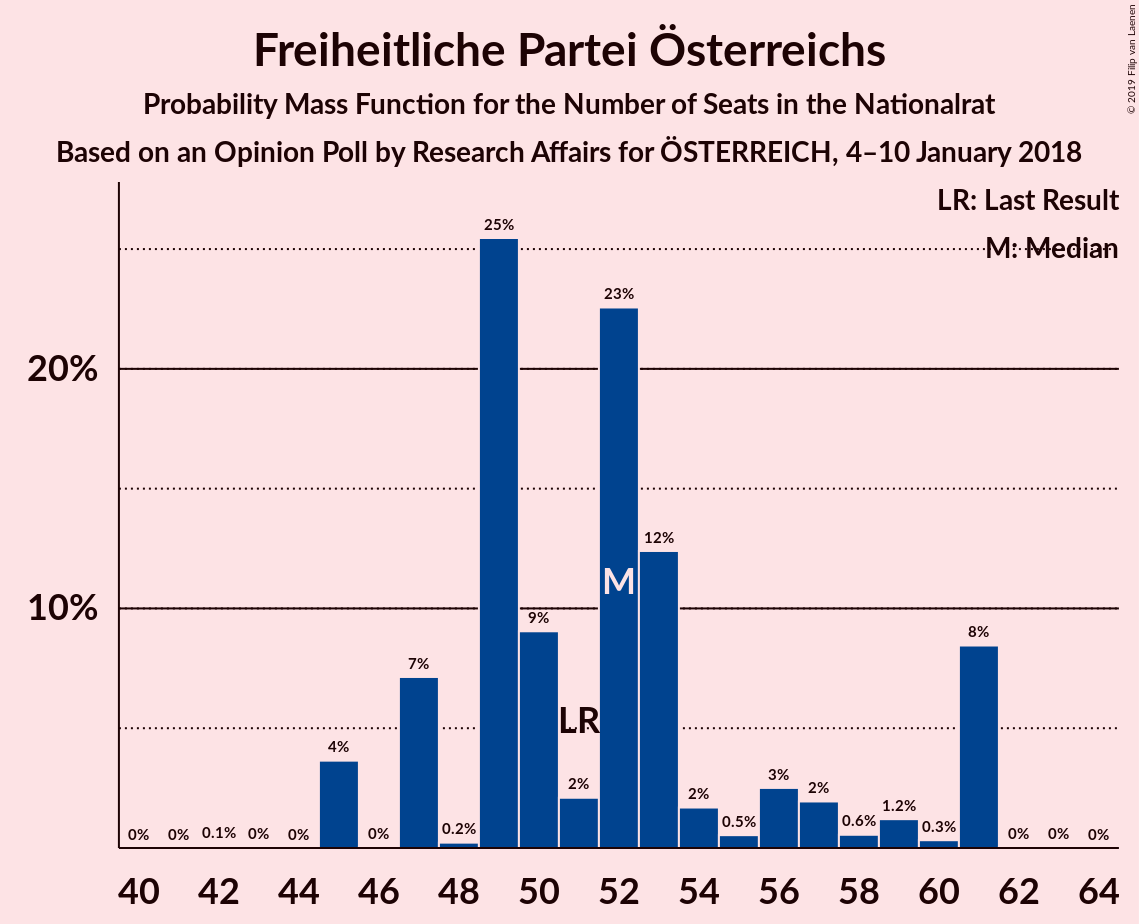 Freiheitliche Partei Österreichs
Probability Mass Function for the Number of Seats in the Nationalrat
Based on an Opinion Poll by Research Affairs for ÖSTERREICH, 4–10 January 2018
© 2019 Filip van Laenen
LR: Last Result
M: Median
25%
23%
20%
12%
10%
9%
8%
7%
M
LR
4%
2%
2%
3%
2%
0% 0% 0.1% 0% 0% 0% 0.2% 0.5% 0.6% 1.2% 0.3% 0% 0% 0%
40 42 44 46 48 50 52 54 56 58 60 62 64